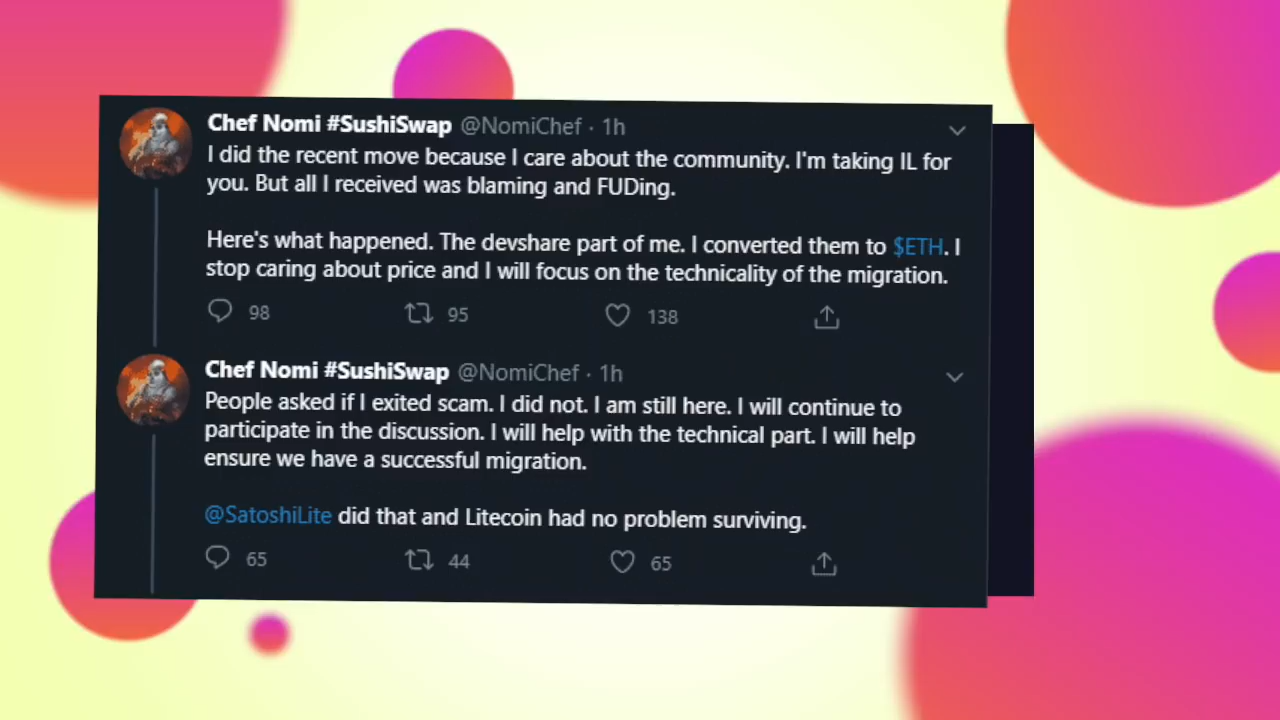 Chef Nomi #SushiSwap @NomiChef · 1h
I did the recent move because I care about the community. I'm taking IL for
you. But all I received was blaming and FUDing.
Here's what happened. The devshare part of me. I converted them to $ETH. I
stop caring about price and I will focus on the technicality of the migration.
98 95 138
Chef Nomi #SushiSwap @NomiChef · 1h
People asked if I exited scam. I did not. I am still here. I will continue to
participate in the discussion. I will help with the technical part. I will help
ensure we have a successful migration.
@SatoshiLite did that and Litecoin had no problem surviving.
65 44 65